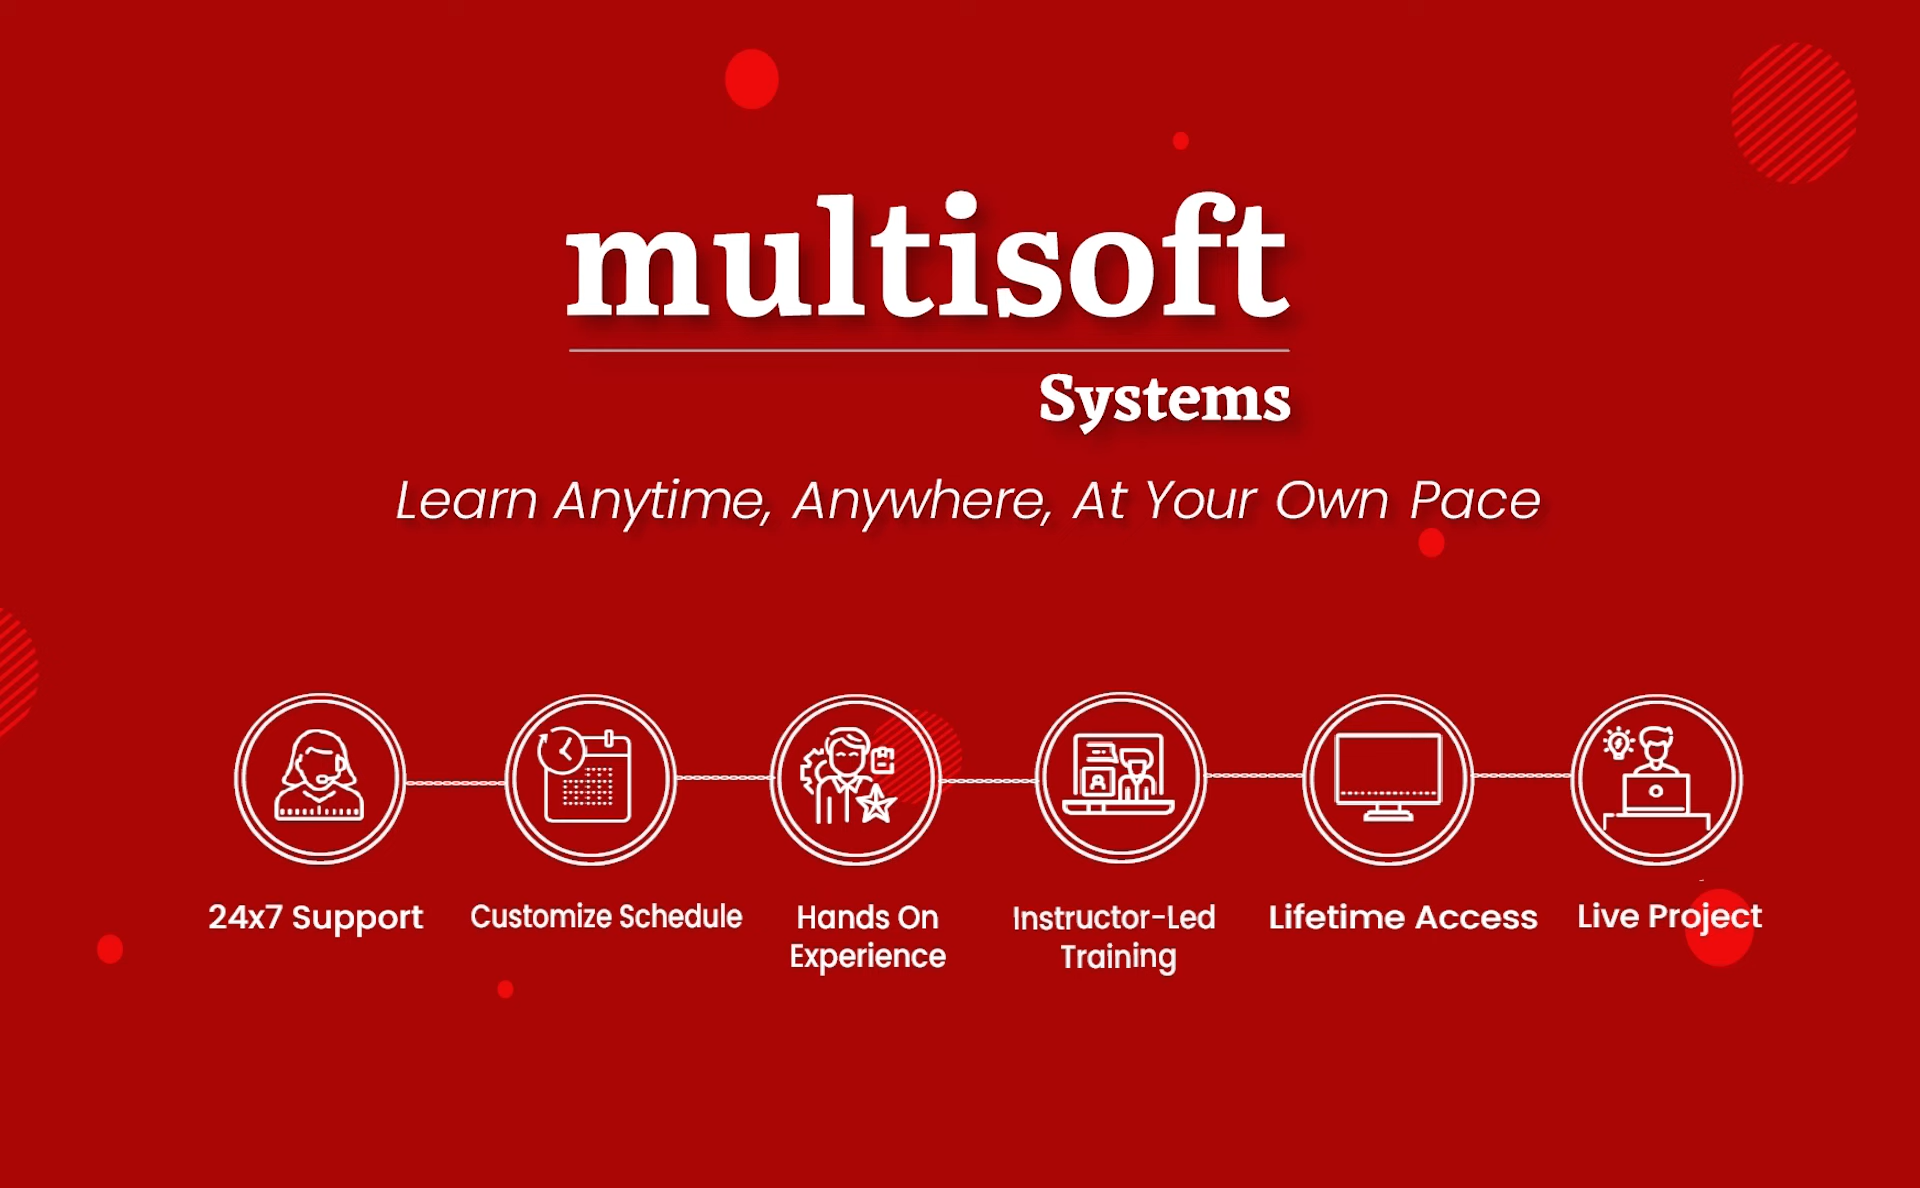 multisoft
Systems
Learn Anytime, Anywhere, At Your Own Pace
24x7 Support
Customize Schedule
Hands On
Experience
Instructor-Led
Training
Lifetime Access
Live Project